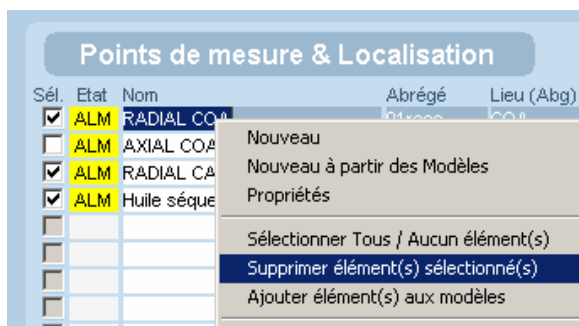 Points de mesure & Localisation
Sél. Etat Nom Abrégé Lieu (Abg)
ALM RADIAL COA
ALM AXIAL COA
ALM RADIAL CA
ALM Huile séque
Nouveau
Nouveau à partir des Modèles
Propriétés
Sélectionner Tous / Aucun élément(s)
Supprimer élément(s) sélectionné(s)
Ajouter élément(s) aux modèles